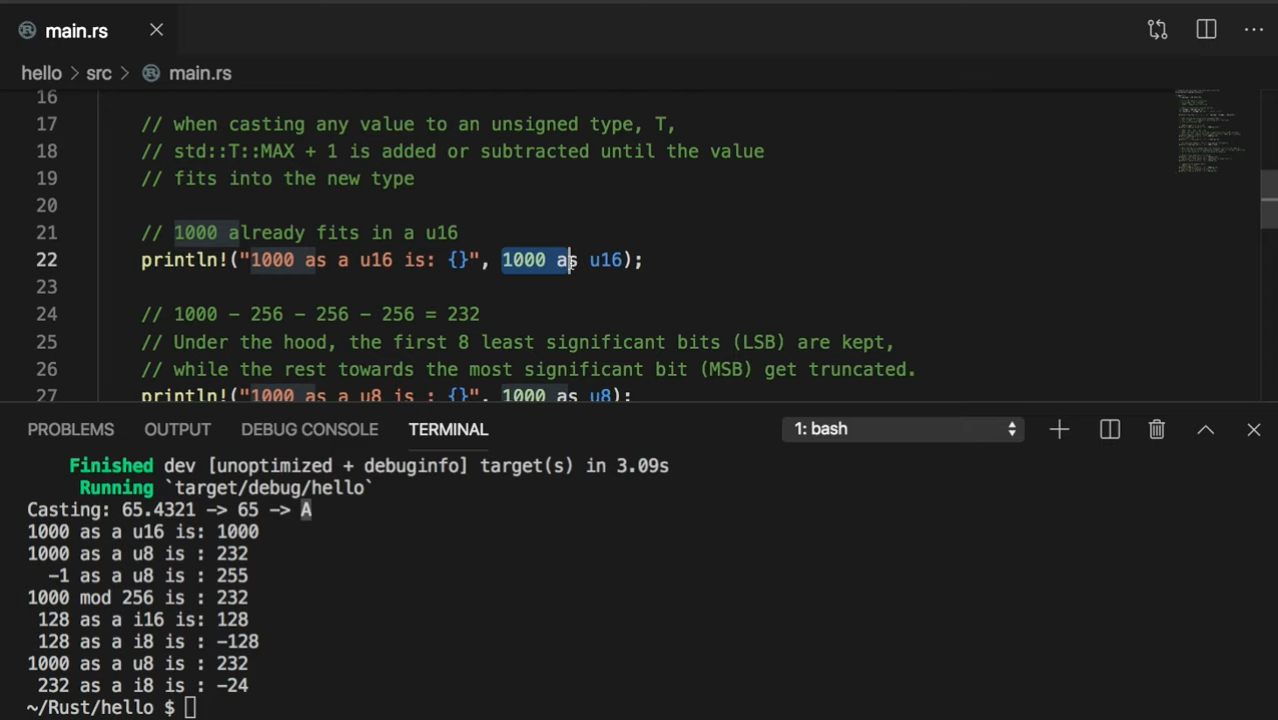 main.rs
hello > src > main.rs
16
17 // when casting any value to an unsigned type, T,
18 // std::T::MAX + 1 is added or subtracted until the value
19 // fits into the new type
20
21 // 1000 already fits in a u16
22 println!("1000 as a u16 is: {}", 1000 as u16);
23
24 // 1000 - 256 - 256 - 256 = 232
25 // Under the hood, the first 8 least significant bits (LSB) are kept,
26 // while the rest towards the most significant bit (MSB) get truncated.
27 println!("1000 as a u8 is : {}", 1000 as u8);
PROBLEMS OUTPUT DEBUG CONSOLE TERMINAL 1: bash
Finished dev [unoptimized + debuginfo] target(s) in 3.09s
Running `target/debug/hello`
Casting: 65.4321 -> 65 -> A
1000 as a u16 is: 1000
1000 as a u8 is : 232
-1 as a u8 is : 255
1000 mod 256 is : 232
128 as a i16 is: 128
128 as a i8 is : -128
1000 as a u8 is : 232
232 as a i8 is : -24
~/Rust/hello $